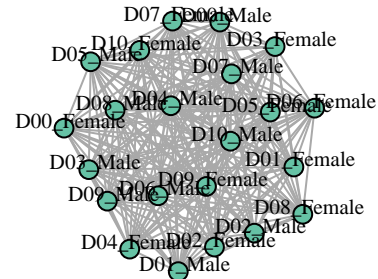 D07_Female
D00_Male
D10_Female
D03_Female
D05_Male
D07_Male
D08_Male
D04_Male
D05_Female
D06_Female
D00_Female
D10_Male
D03_Male
D01_Female
D09_Female
D06_Male
D09_Male
D08_Female
D02_Male
D04_Female
D02_Female
D01_Male